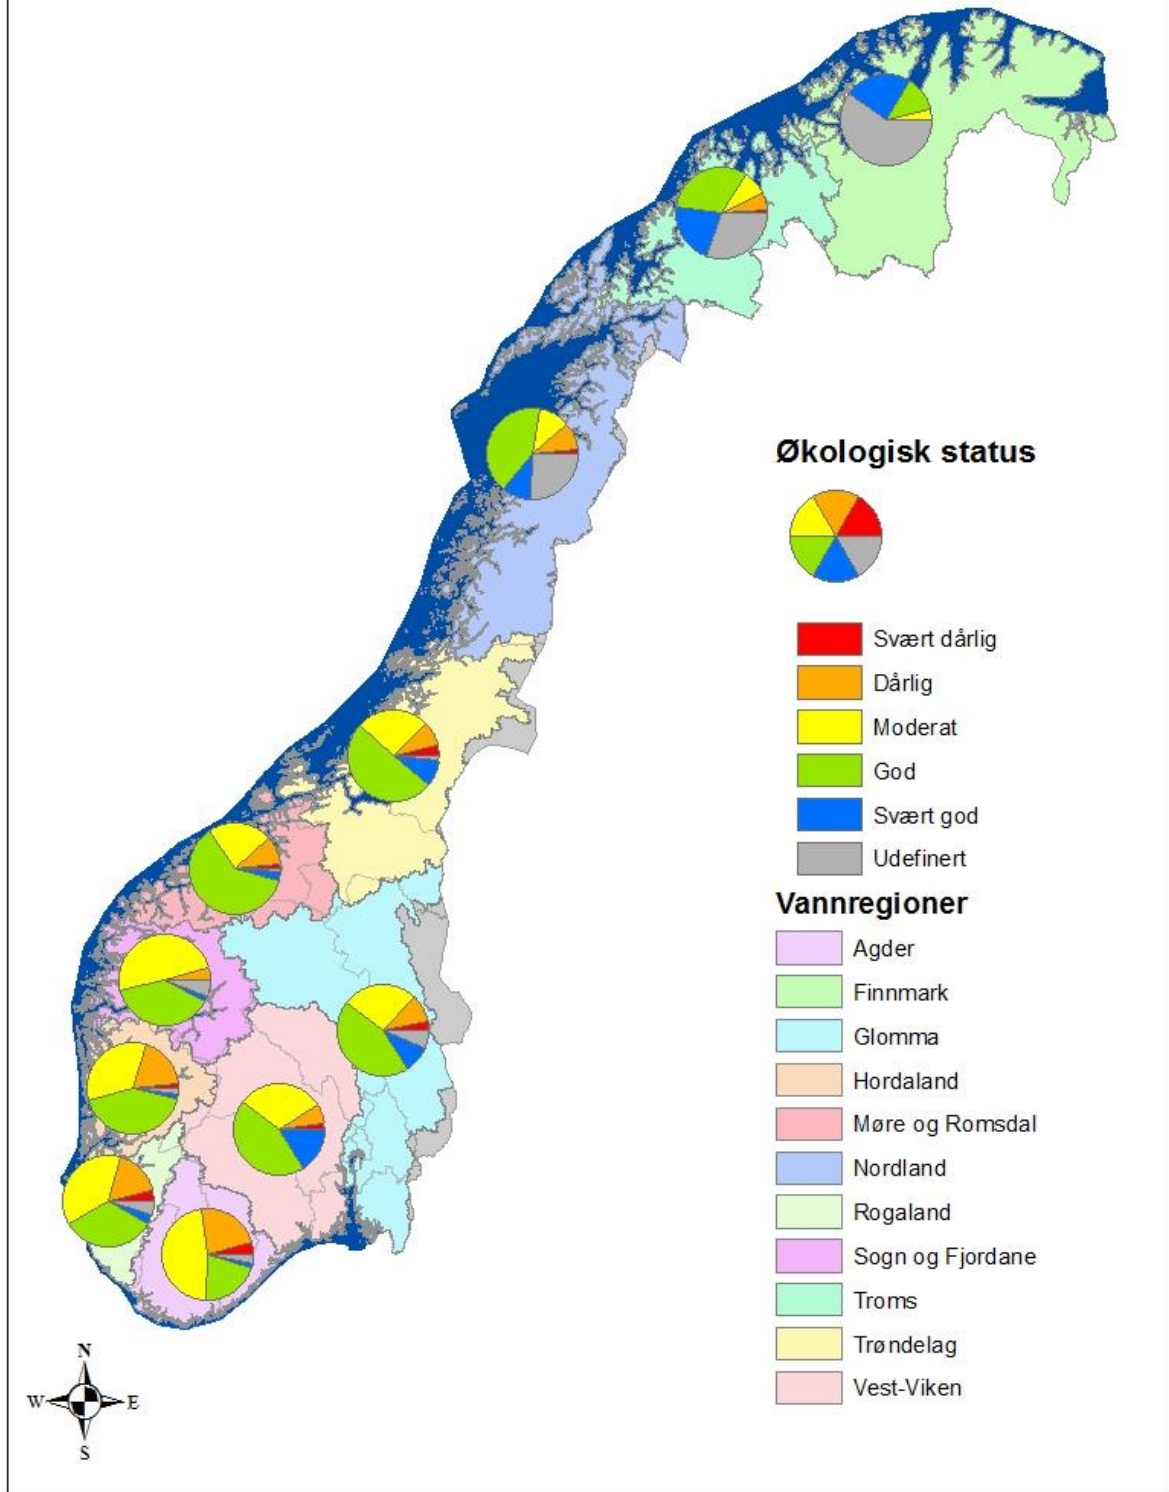 Økologisk status
Svært dårlig
Dårlig
Moderat
God
Svært god
Udefinert
Vannregioner
Agder
Finnmark
Glomma
Hordaland
Møre og Romsdal
Nordland
Rogaland
Sogn og Fjordane
Troms
Trøndelag
Vest-Viken
N
W E
S